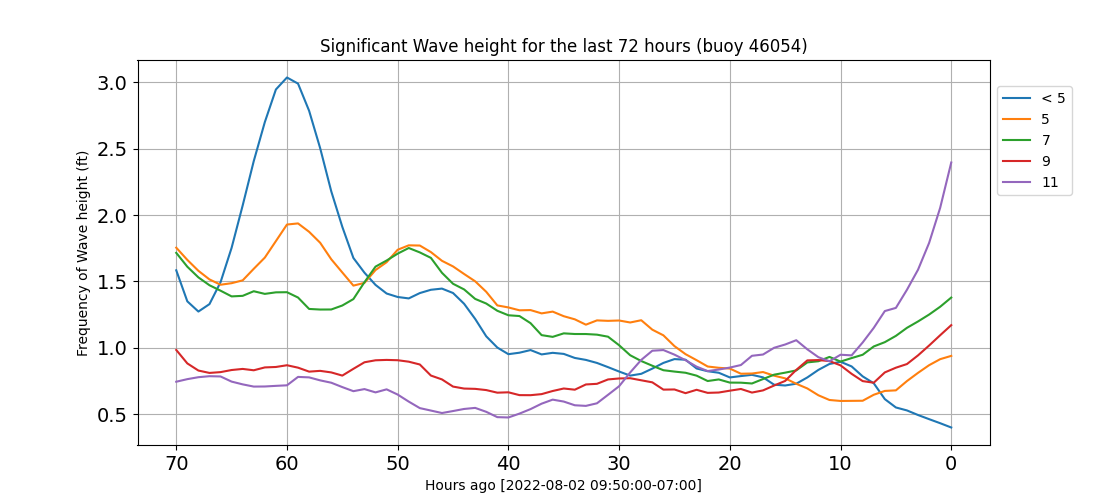 Significant Wave height for the last 72 hours (buoy 46054)
Frequency of Wave height (ft)
3.0
2.5
2.0
1.5
1.0
0.5
70 60 50 40 30 20 10 0
Hours ago [2022-08-02 09:50:00-07:00]
< 5
5
7
9
11